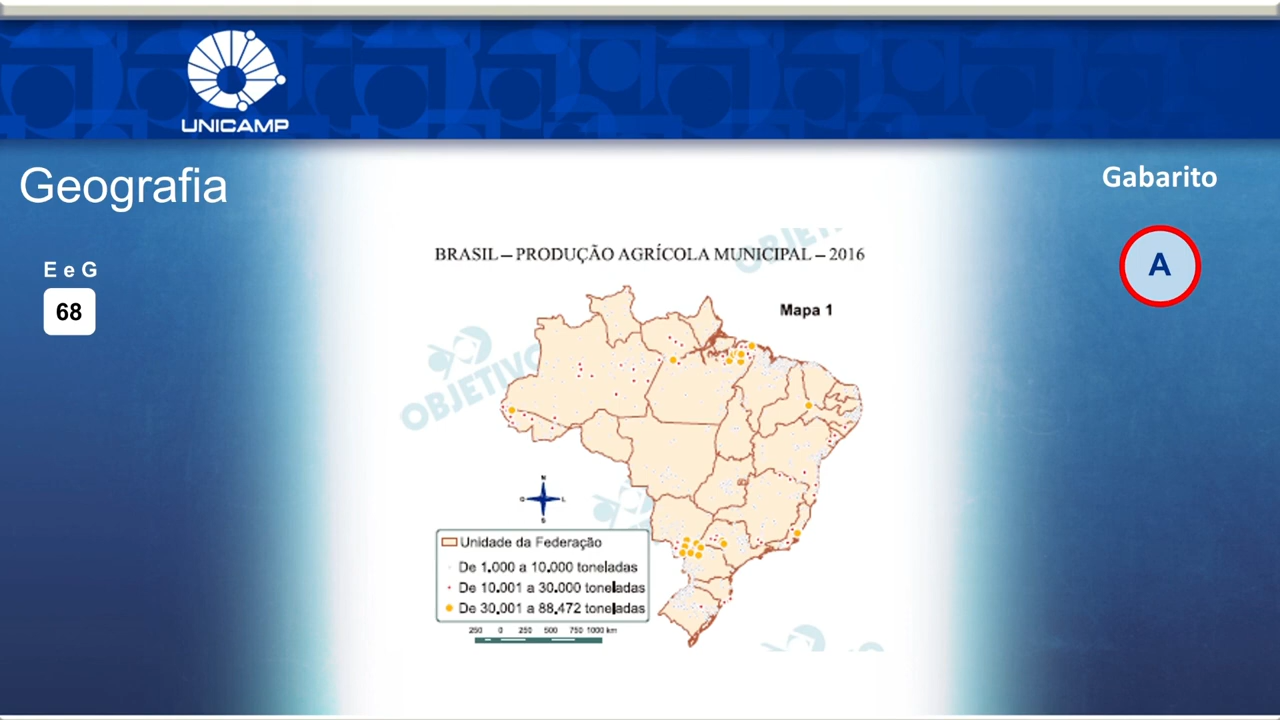 UNICAMP
Geografia
Gabarito
A
E e G
68
OBJETIVO
BRASIL – PRODUÇÃO AGRÍCOLA MUNICIPAL – 2016
Mapa 1
OBJETIVO
N
O L
S
Unidade da Federação
De 1.000 a 10.000 toneladas
De 10.001 a 30.000 toneladas
De 30.001 a 88.472 toneladas
250 0 250 500 750 1000 km